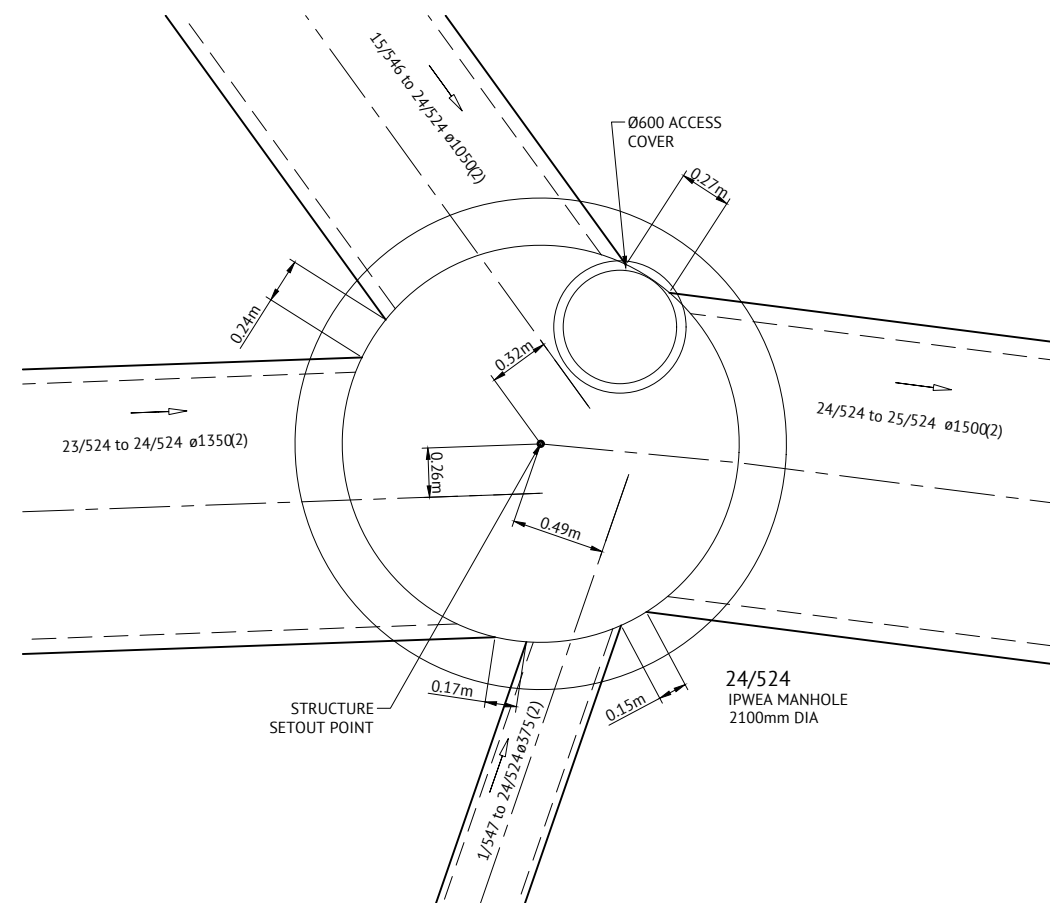 15/546 to 24/524 ø1050(2)
Ø600 ACCESS
COVER
0.27m
0.24m
0.32m
23/524 to 24/524 ø1350(2)
24/524 to 25/524 ø1500(2)
0.26m
0.49m
0.17m
0.15m
STRUCTURE
SETOUT POINT
1/547 to 24/524 ø375(2)
24/524
IPWEA MANHOLE
2100mm DIA